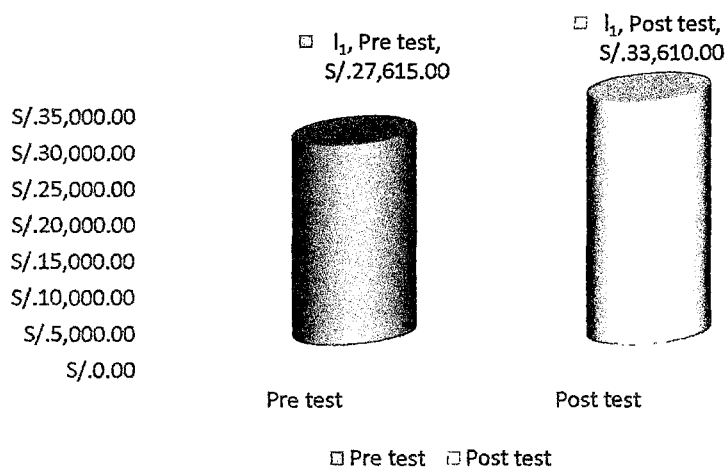 I₁, Pre test,
S/.27,615.00
I₁, Post test,
S/.33,610.00
S/.35,000.00
S/.30,000.00
S/.25,000.00
S/.20,000.00
S/.15,000.00
S/.10,000.00
S/.5,000.00
S/.0.00
Pre test
Post test
Pre test
Post test